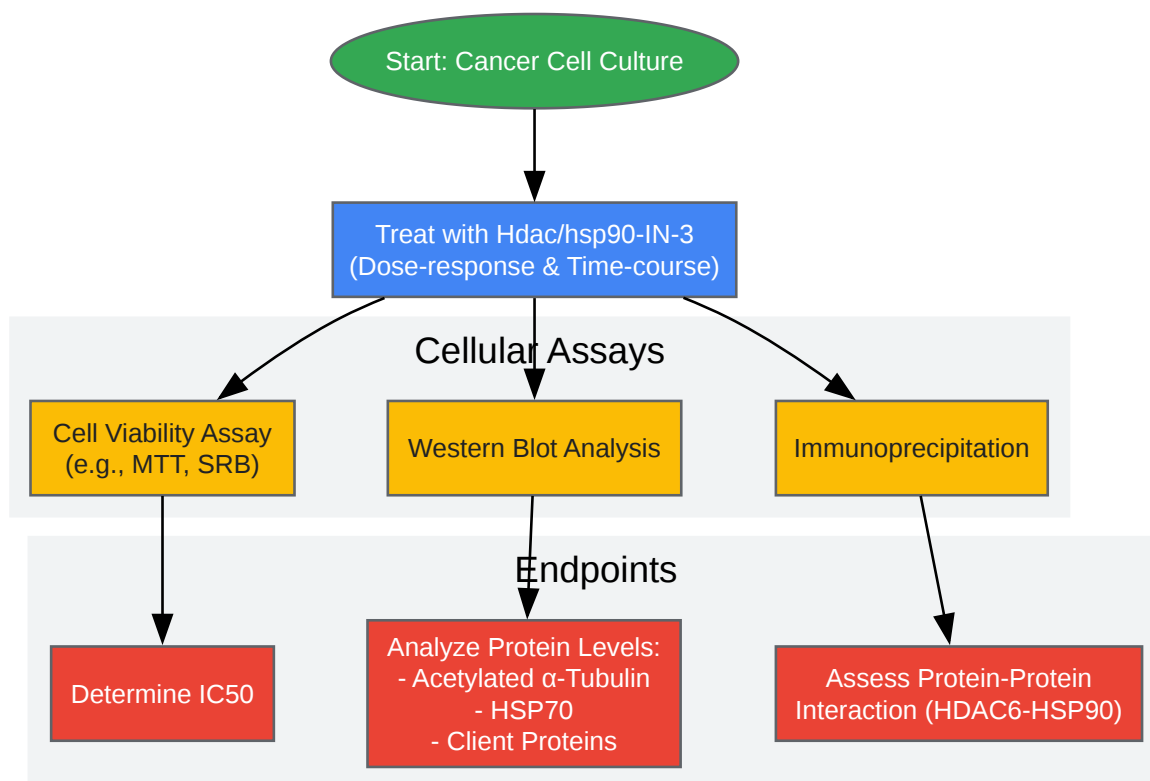 Start: Cancer Cell Culture
Treat with Hdac/hsp90-IN-3
(Dose-response & Time-course)
Cellular Assays
Cell Viability Assay
(e.g., MTT, SRB)
Western Blot Analysis
Immunoprecipitation
Endpoints
Determine IC50
Analyze Protein Levels:
- Acetylated α-Tubulin
- HSP70
- Client Proteins
Assess Protein-Protein
Interaction (HDAC6-HSP90)